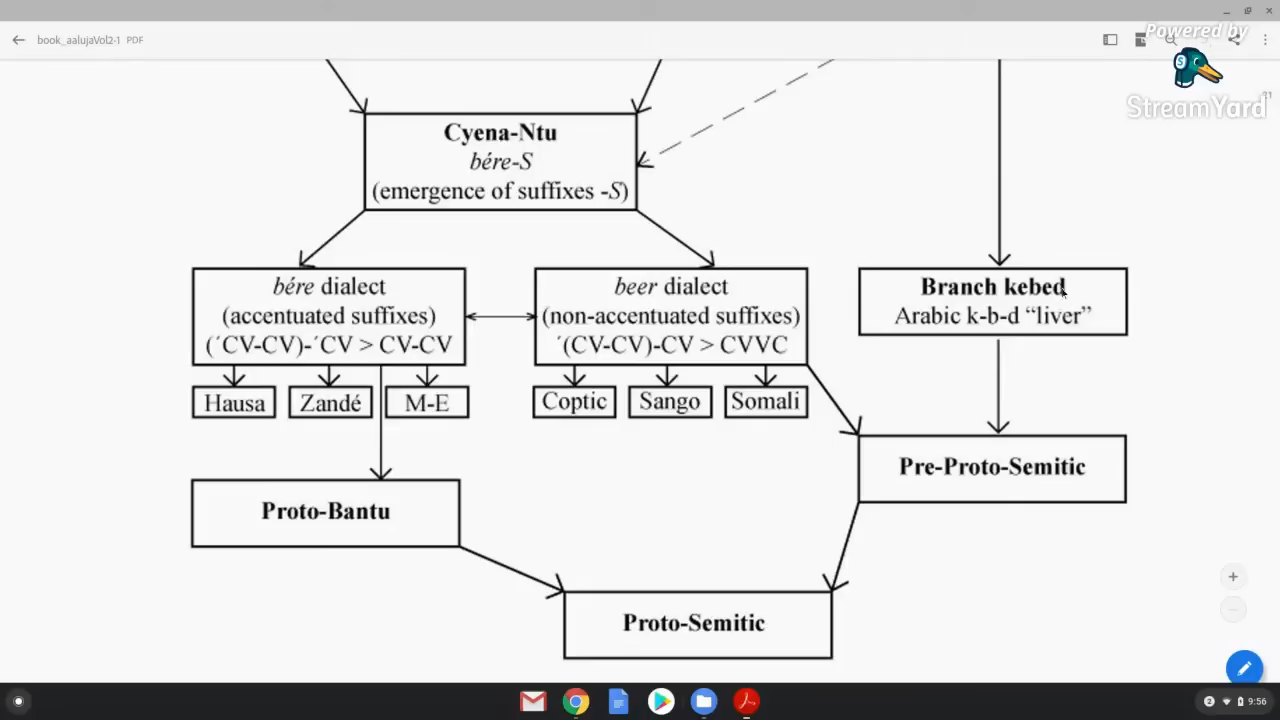 book_aalujaVol2-1 PDF
Powered by
StreamYard
Cyena-Ntu
bére-S
(emergence of suffixes -S)
bére dialect
(accentuated suffixes)
(´CV-CV)-´CV > CV-CV
beer dialect
(non-accentuated suffixes)
´(CV-CV)-CV > CVVC
Branch kebed
Arabic k-b-d “liver”
Hausa
Zandé
M-E
Coptic
Sango
Somali
Pre-Proto-Semitic
Proto-Bantu
Proto-Semitic
2
9:56